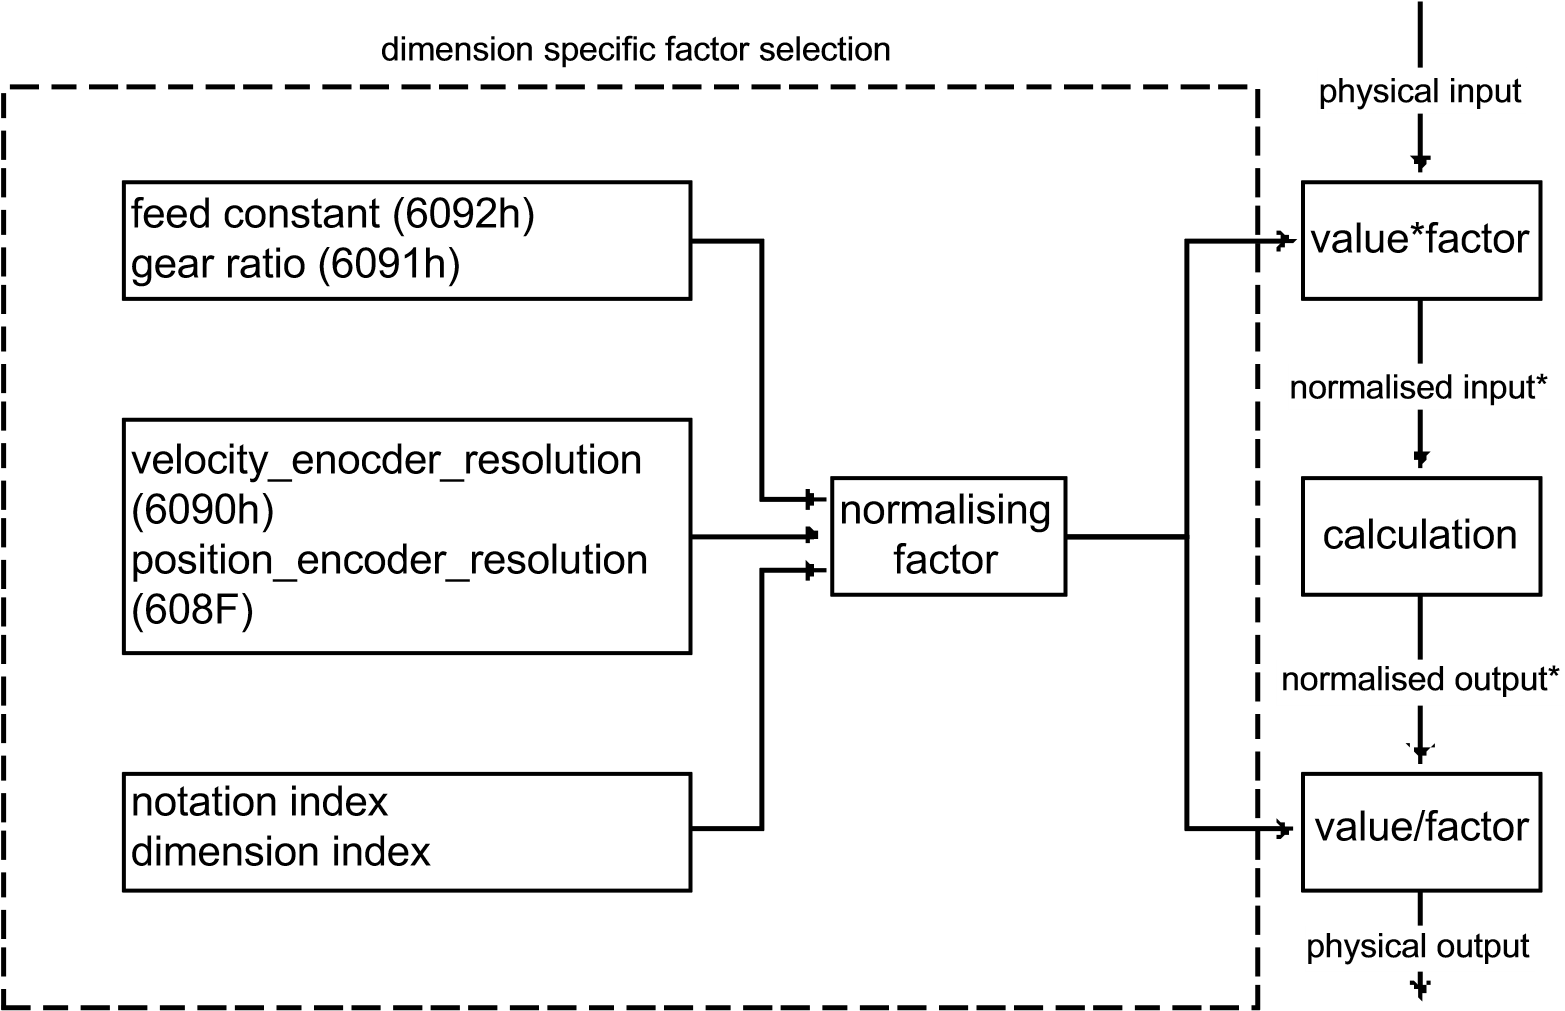 dimension specific factor selection
physical input
feed constant (6092h)
gear ratio (6091h)
value*factor
normalised input*
velocity_enocder_resolution
(6090h)
position_encoder_resolution
(608F)
normalising
factor
calculation
normalised output*
notation index
dimension index
value/factor
physical output